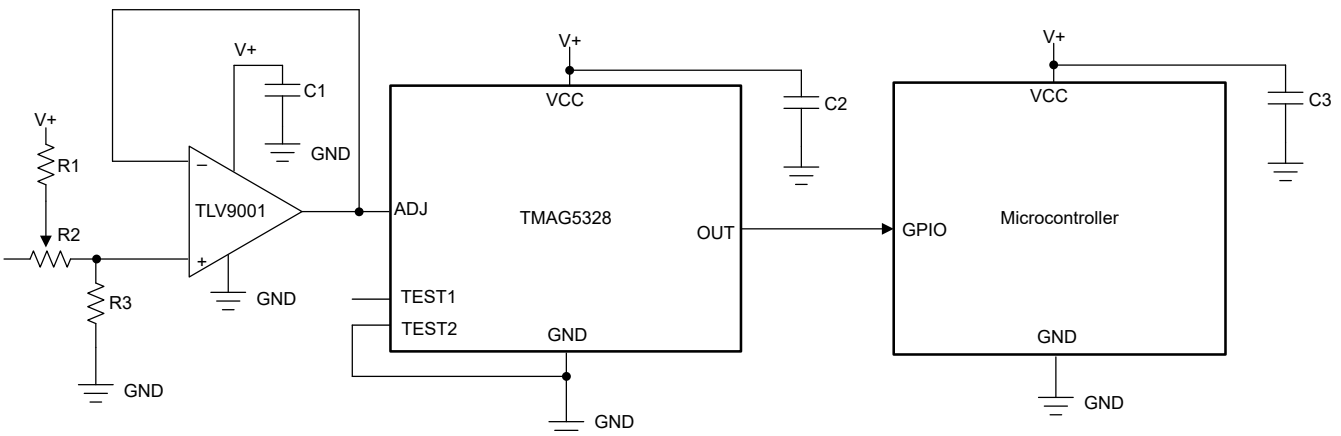 V+
C1
GND
V+
R1
R2
R3
GND
−
TLV9001
+
GND
V+
VCC
C2
ADJ
TMAG5328
OUT
TEST1
TEST2
GND
GND
V+
VCC
C3
GPIO
Microcontroller
GND
GND